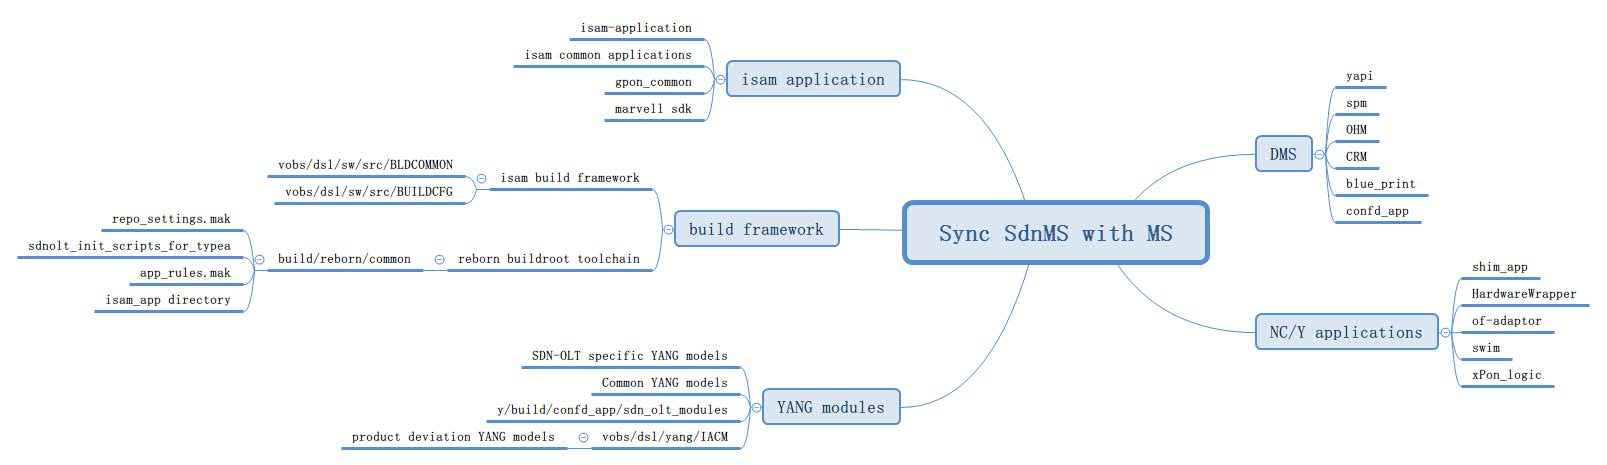 Sync SdnMS with MS
isam application
isam-application
isam common applications
gpon_common
marvell sdk
build framework
isam build framework
vobs/dsl/sw/src/BLDCOMMON
vobs/dsl/sw/src/BUILDCFG
reborn buildroot toolchain
build/reborn/common
repo_settings.mak
sdnolt_init_scripts_for_typea
app_rules.mak
isam_app directory
YANG modules
SDN-OLT specific YANG models
Common YANG models
y/build/confd_app/sdn_olt_modules
vobs/dsl/yang/IACM
product deviation YANG models
DMS
yapi
spm
OHM
CRM
blue_print
confd_app
NC/Y applications
shim_app
HardwareWrapper
of-adaptor
swim
xPon_logic